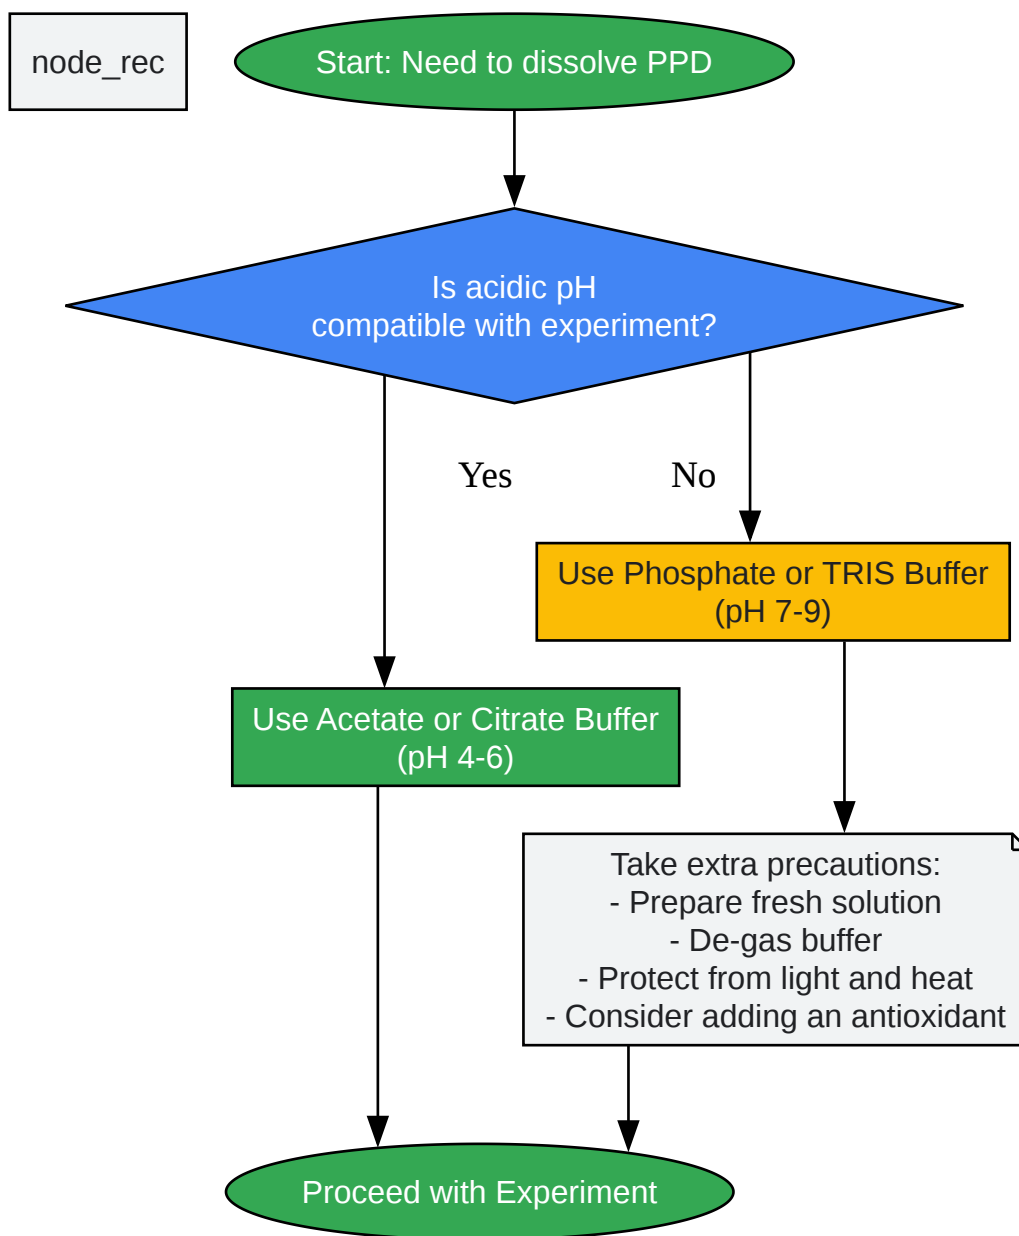 node_rec
Start: Need to dissolve PPD
Is acidic pH
compatible with experiment?
Yes
No
Use Phosphate or TRIS Buffer
(pH 7-9)
Use Acetate or Citrate Buffer
(pH 4-6)
Take extra precautions:
- Prepare fresh solution
- De-gas buffer
- Protect from light and heat
- Consider adding an antioxidant
Proceed with Experiment